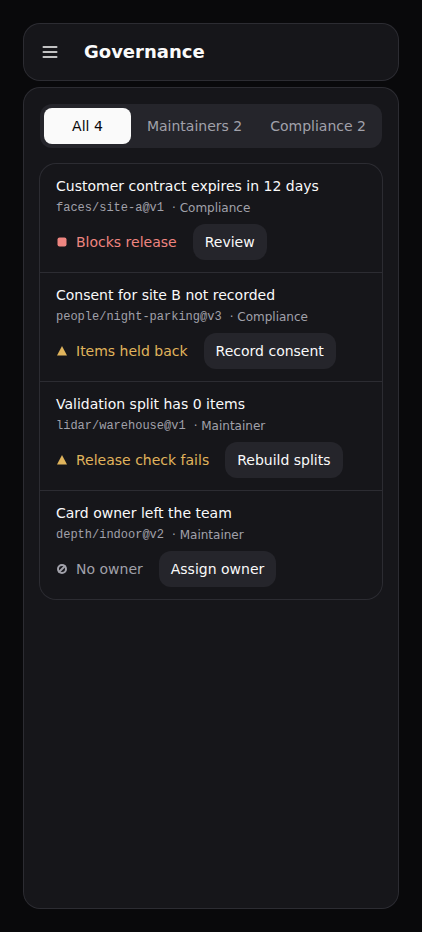 Governance
All 4 Maintainers 2 Compliance 2
Customer contract expires in 12 days
faces/site-a@v1 · Compliance
Blocks release Review
Consent for site B not recorded
people/night-parking@v3 · Compliance
Items held back Record consent
Validation split has 0 items
lidar/warehouse@v1 · Maintainer
Release check fails Rebuild splits
Card owner left the team
depth/indoor@v2 · Maintainer
No owner Assign owner